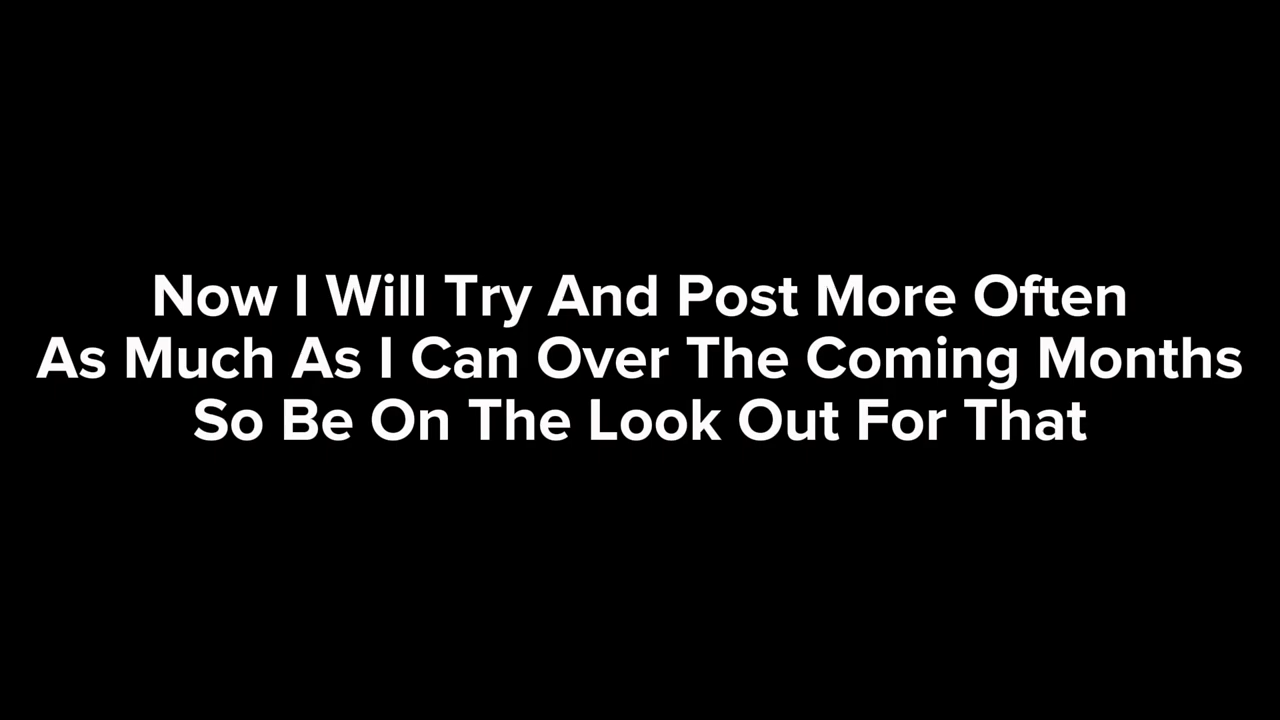 Now I Will Try And Post More Often
As Much As I Can Over The Coming Months
So Be On The Look Out For That